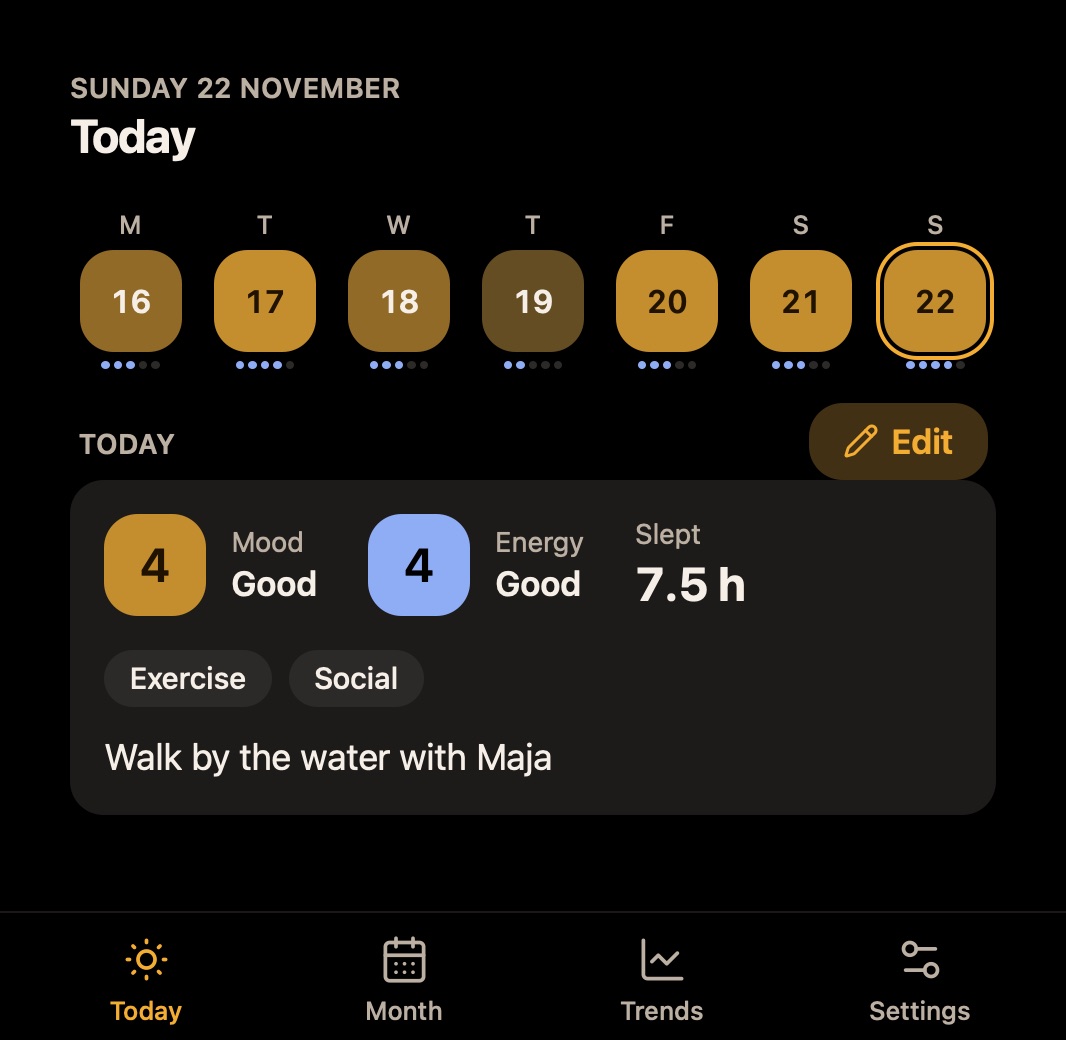 SUNDAY 22 NOVEMBER
Today
M T W T F S S
16 17 18 19 20 21 22
TODAY Edit
4 Mood Good 4 Energy Good Slept 7.5 h
Exercise Social
Walk by the water with Maja
Today Month Trends Settings